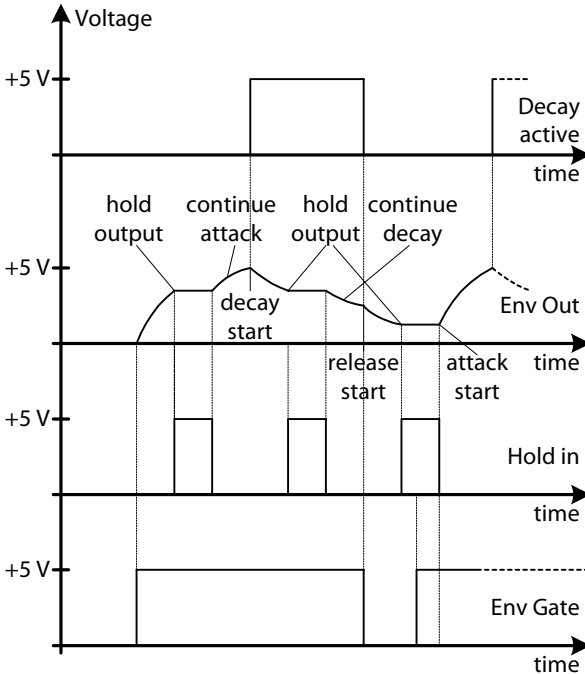 Voltage
+5 V
Decay
active
time
hold
output
continue
attack
hold
output
continue
decay
+5 V
decay
start
Env Out
release
start
attack
start
time
+5 V
Hold in
time
+5 V
Env Gate
time